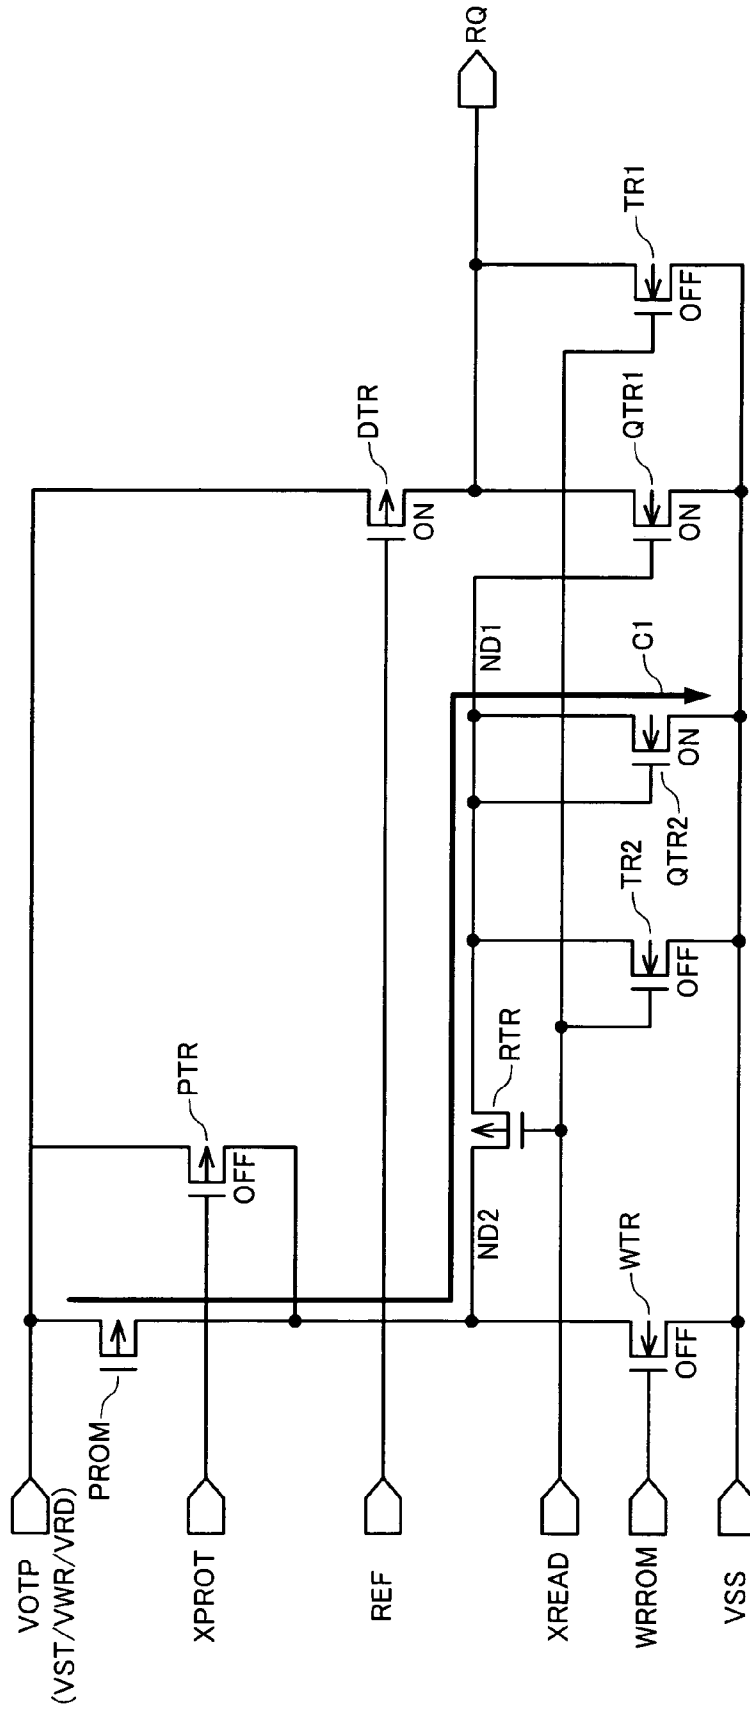 VOTP
(VST/VWR/VRD)
XPROT
REF
XREAD
WRROM
VSS
PROM
PTR
OFF
ND2
WTR
OFF
RTR
TR2
OFF
QTR2
ON
C1
ND1
DTR
ON
QTR1
ON
TR1
OFF
RQ